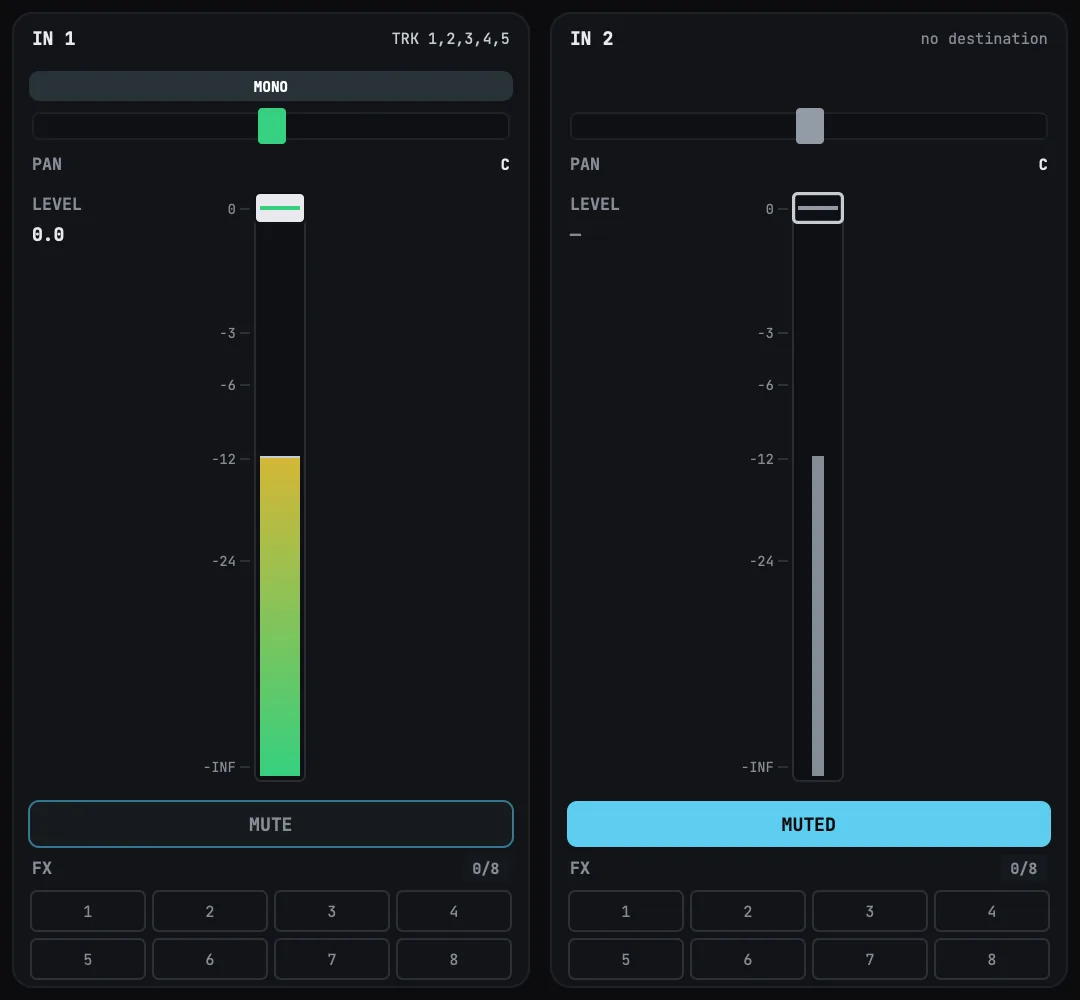 IN 1
TRK 1,2,3,4,5
MONO
PAN
C
LEVEL
0.0
0
-3
-6
-12
-24
-INF
MUTE
FX
0/8
1 2 3 4
5 6 7 8
IN 2
no destination
PAN
C
LEVEL
—
0
-3
-6
-12
-24
-INF
MUTED
FX
0/8
1 2 3 4
5 6 7 8